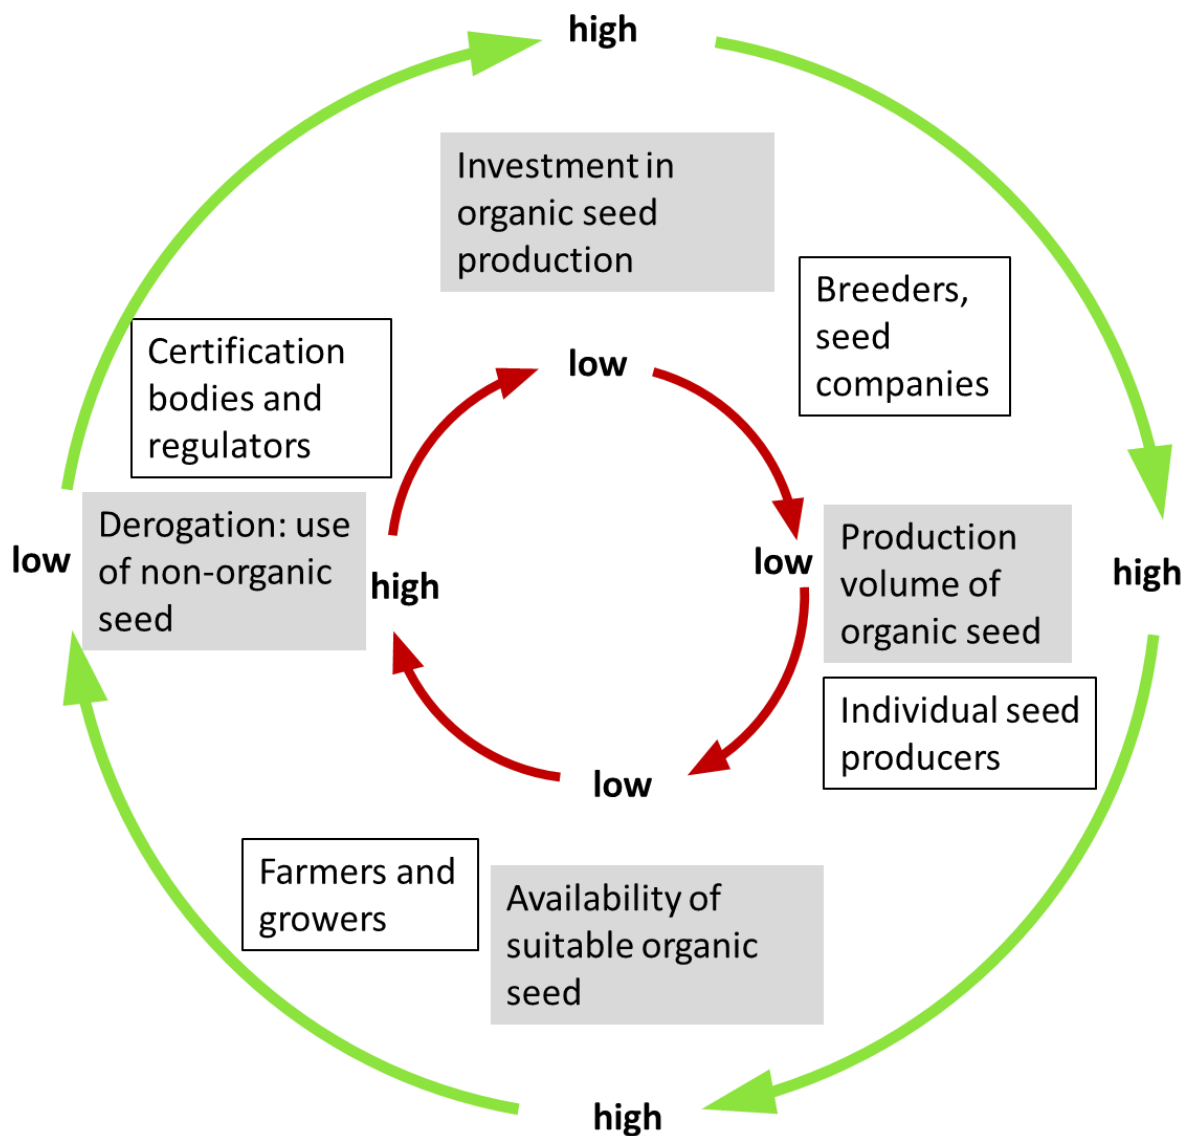 high
Investment in
organic seed
production
Breeders,
seed
companies
Certification
bodies and
regulators
low
Derogation: use
of non-organic
seed
low
high
low
Production
volume of
organic seed
high
Individual seed
producers
low
Farmers and
growers
Availability of
suitable organic
seed
high